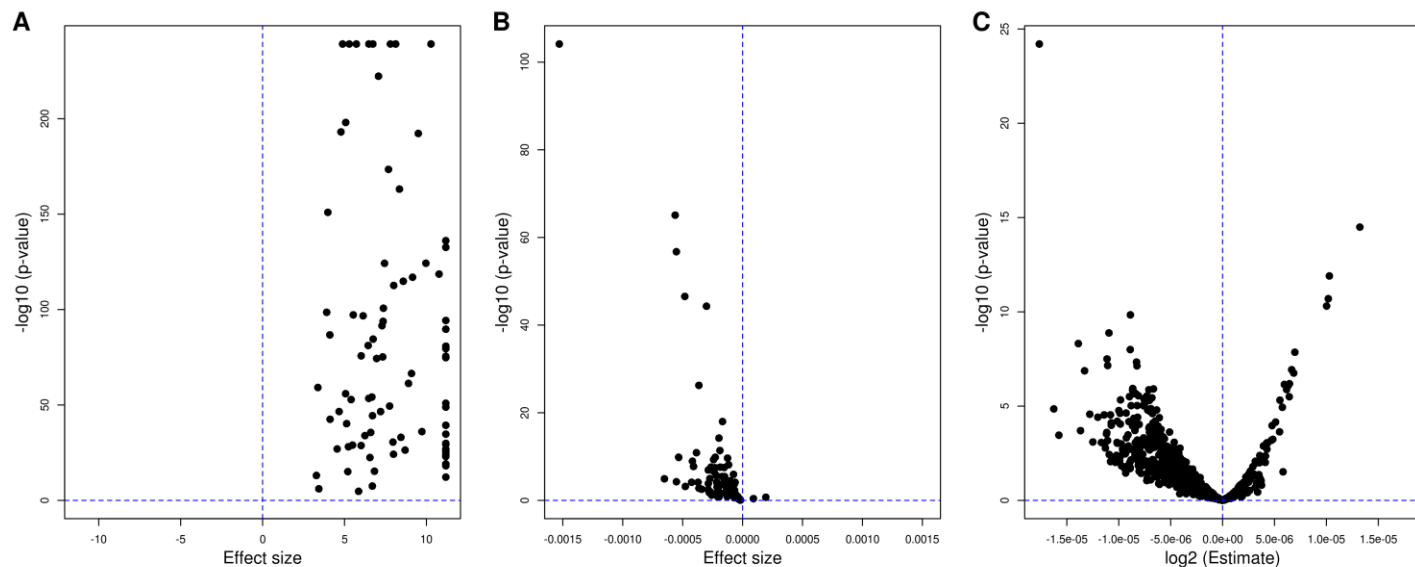 A
-log10 (p-value)
200
150
100
50
0
-10
-5
0
5
10
Effect size
B
-log10 (p-value)
100
80
60
40
20
0
-0.0015
-0.0010
-0.0005
0.0000
0.0005
0.0010
0.0015
Effect size
C
-log10 (p-value)
25
20
15
10
5
0
-1.5e-05
-1.0e-05
-5.0e-06
0.0e+00
5.0e-06
1.0e-05
1.5e-05
log2 (Estimate)